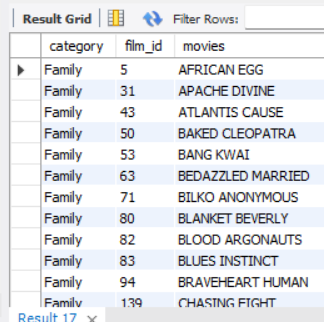 Result Grid Filter Rows:
category film_id movies
Family 5 AFRICAN EGG
Family 31 APACHE DIVINE
Family 43 ATLANTIS CAUSE
Family 50 BAKED CLEOPATRA
Family 53 BANG KWAI
Family 63 BEDAZZLED MARRIED
Family 71 BILKO ANONYMOUS
Family 80 BLANKET BEVERLY
Family 82 BLOOD ARGONAUTS
Family 83 BLUES INSTINCT
Family 94 BRAVEHEART HUMAN
Family 139 CHASING FIGHT
Result 17 ×